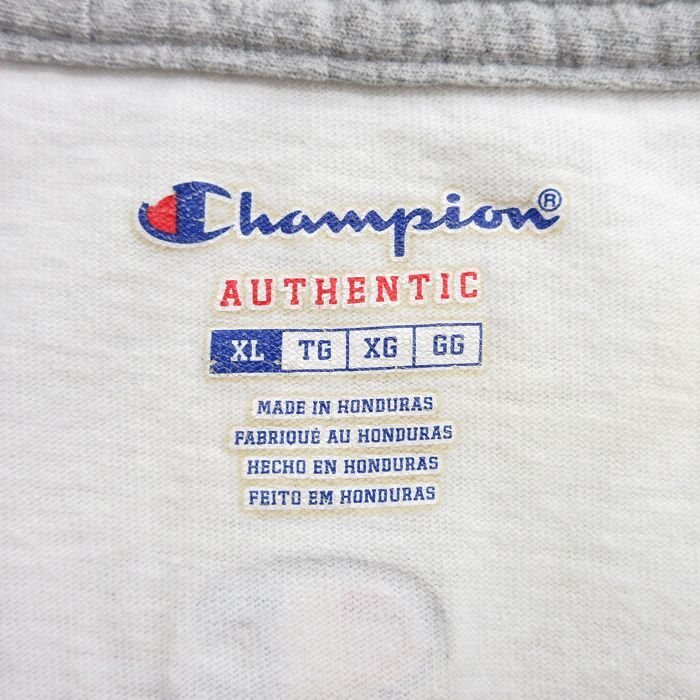 Champion®
AUTHENTIC
XL TG XG GG
MADE IN HONDURAS
FABRIQUÉ AU HONDURAS
HECHO EN HONDURAS
FEITO EM HONDURAS